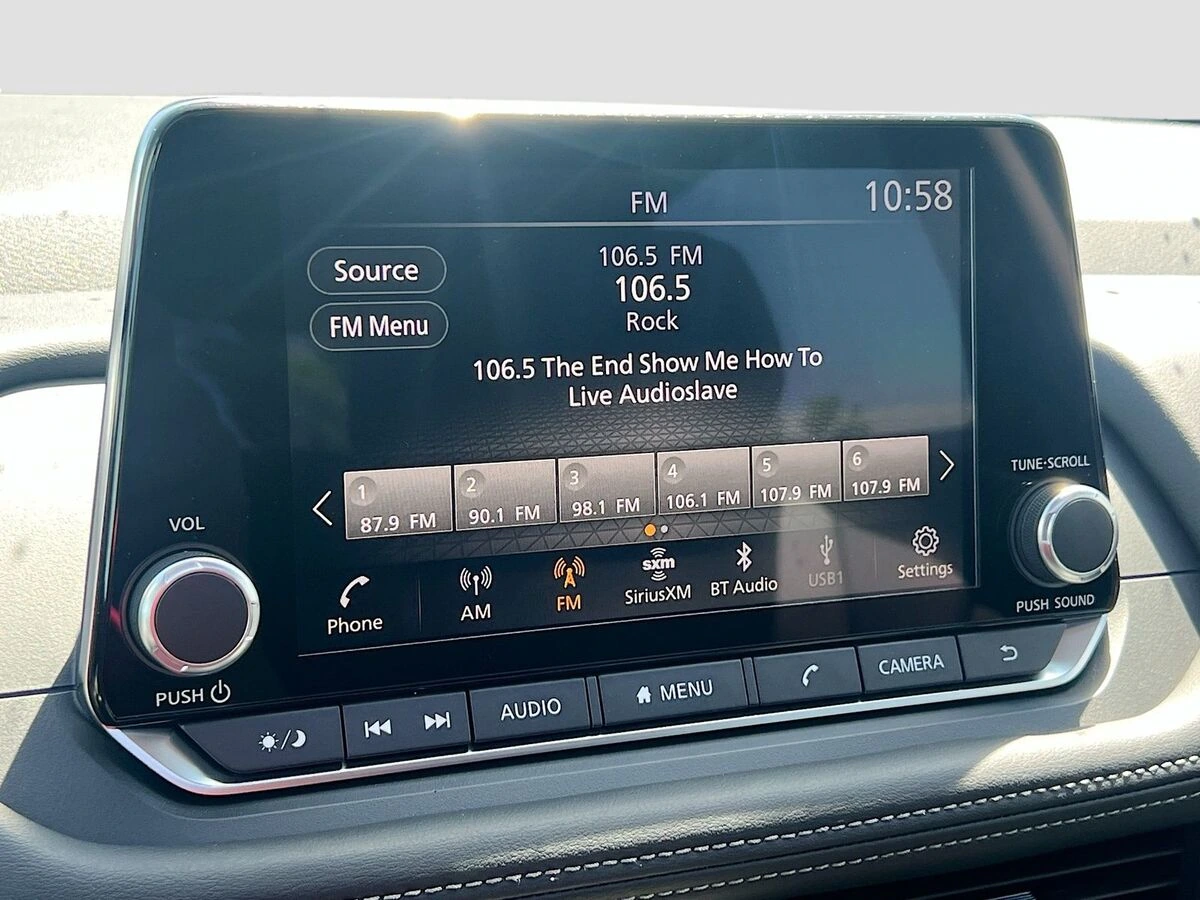 FM
10:58
Source
106.5 FM
106.5
FM Menu
Rock
106.5 The End Show Me How To
Live Audioslave
1
87.9 FM
2
90.1 FM
3
98.1 FM
4
106.1 FM
5
107.9 FM
6
107.9 FM
TUNE·SCROLL
VOL
Phone
AM
FM
sxm
SiriusXM
BT Audio
USB1
Settings
PUSH SOUND
PUSH
AUDIO
MENU
CAMERA